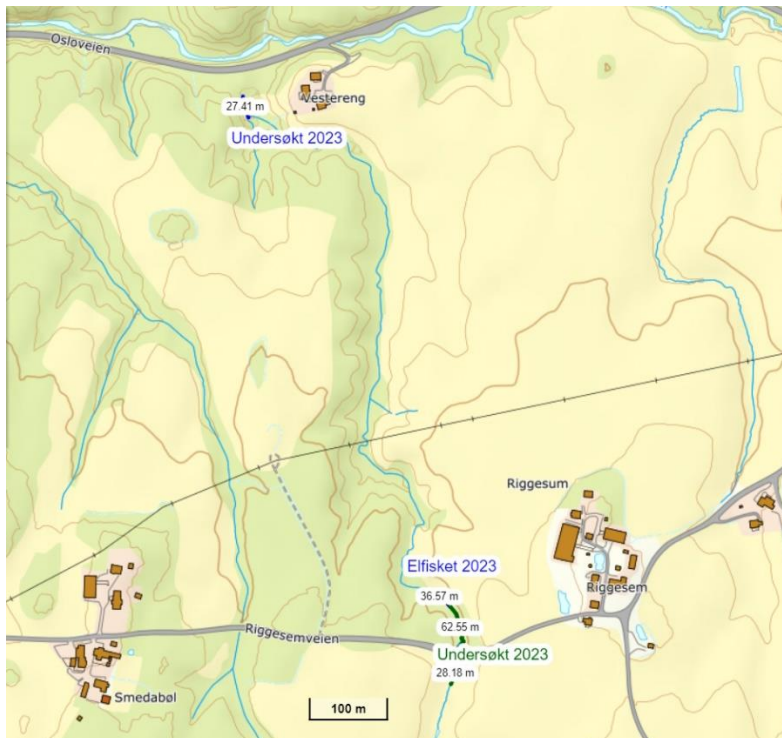 Osloveien
Vestereng
27.41 m
Undersøkt 2023
Riggesum
Elfisket 2023
Riggesem
36.57 m
62.55 m
Riggesemveien
Undersøkt 2023
28.18 m
Smedabøl
100 m